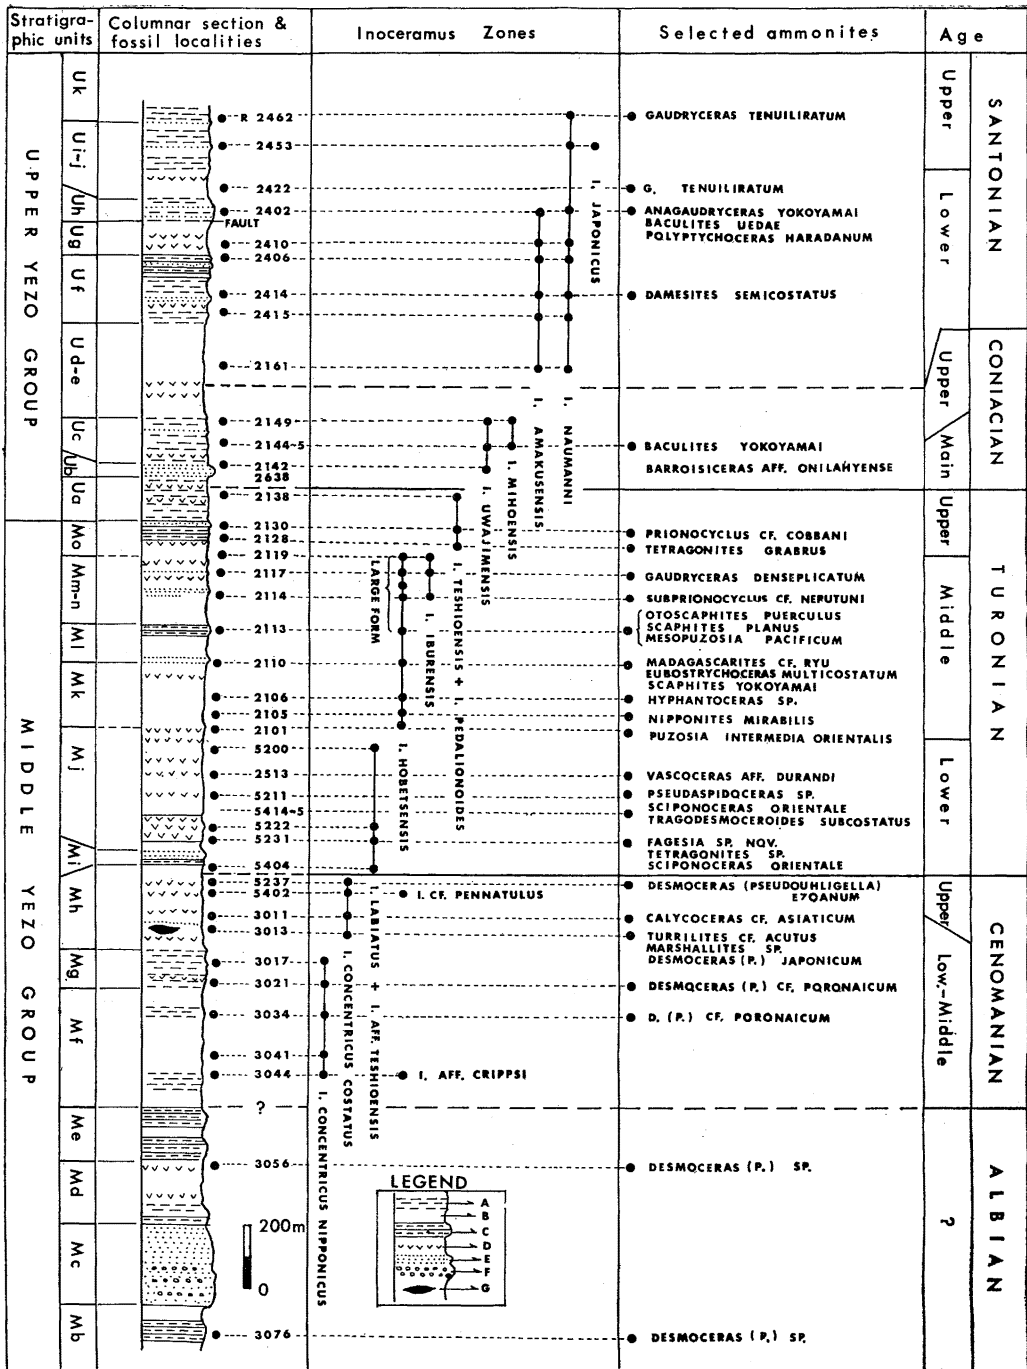 Stratigra-
phic units
Columnar section &
fossil localities
Inoceramus Zones
Selected ammonites
Age
UPPER YEZO GROUP
MIDDLE YEZO GROUP
Uk
Ui-j
Uh
Ug
Uf
Ud-e
Uc
Ub
Ua
Mo
Mm-n
Ml
Mk
Mj
Mi
Mh
Mg
Mf
Me
Md
Mc
Mb
R 2462
2453
2422
2402
FAULT
2410
2406
2414
2415
2161
2149
2144~5
2142
2638
2138
2130
2128
2119
2117
2114
2113
2110
2106
2105
2101
5200
2513
5211
5414~5
5222
5231
5404
5237
5402
3011
3013
3017
3021
3034
3041
3044
?
3056
3076
200m
0
I. JAPONICUS
I. NAUMANNI
I. AMAKUSENSIS
I. MIHOENSIS
I. UWAJIMENSIS
I. TESHIOENSIS + I. PEDALIONOIDES
I. IBURENSIS
LARGE FORM
I. HOBETSENSIS
I. LABIATUS + I. AFF. TESHIOENSIS
I. CF. PENNATULUS
I. CONCENTRICUS COSTATUS
I. CONCENTRICUS NIPPONICUS
I. AFF. CRIPPSI
LEGEND
A
B
C
D
E
F
G
GAUDRYCERAS TENUILIRATUM
G. TENUILIRATUM
ANAGAUDRYCERAS YOKOYAMAI
BACULITES UEDAE
POLYPTYCHOCERAS HARADANUM
DAMESITES SEMICOSTATUS
BACULITES YOKOYAMAI
BARROISICERAS AFF. ONILAHYENSE
PRIONOCYCLUS CF. COBBANI
TETRAGONITES GRABRUS
GAUDRYCERAS DENSEPLICATUM
SUBPRIONOCYCLUS CF. NEPUTUNI
OTOSCAPHITES PUERCULUS
SCAPHITES PLANUS
MESOPUZOSIA PACIFICUM
MADAGASCARITES CF. RYU
EUBOSTRYCHOCERAS MULTICOSTATUM
SCAPHITES YOKOYAMAI
HYPHANTOCERAS SP.
NIPPONITES MIRABILIS
PUZOSIA INTERMEDIA ORIENTALIS
VASCOCERAS AFF. DURANDI
PSEUDASPIDOCERAS SP.
SCIPONOCERAS ORIENTALE
TRAGODESMOCEROIDES SUBCOSTATUS
FAGESIA SP. NOV.
TETRAGONITES SP.
SCIPONOCERAS ORIENTALE
DESMOCERAS (PSEUDOUHLIGELLA)
EZOANUM
CALYCOCERAS CF. ASIATICUM
TURRILITES CF. ACUTUS
MARSHALLITES SP.
DESMOCERAS (P.) JAPONICUM
DESMOCERAS (P.) CF. PORONAICUM
D. (P.) CF. PORONAICUM
DESMOCERAS (P.) SP.
DESMOCERAS (P.) SP.
Upper
Lower
Upper
Main
Upper
Middle
Lower
Upper
Low.-Middle
?
SANTONIAN
CONIACIAN
TURONIAN
CENOMANIAN
ALBIAN